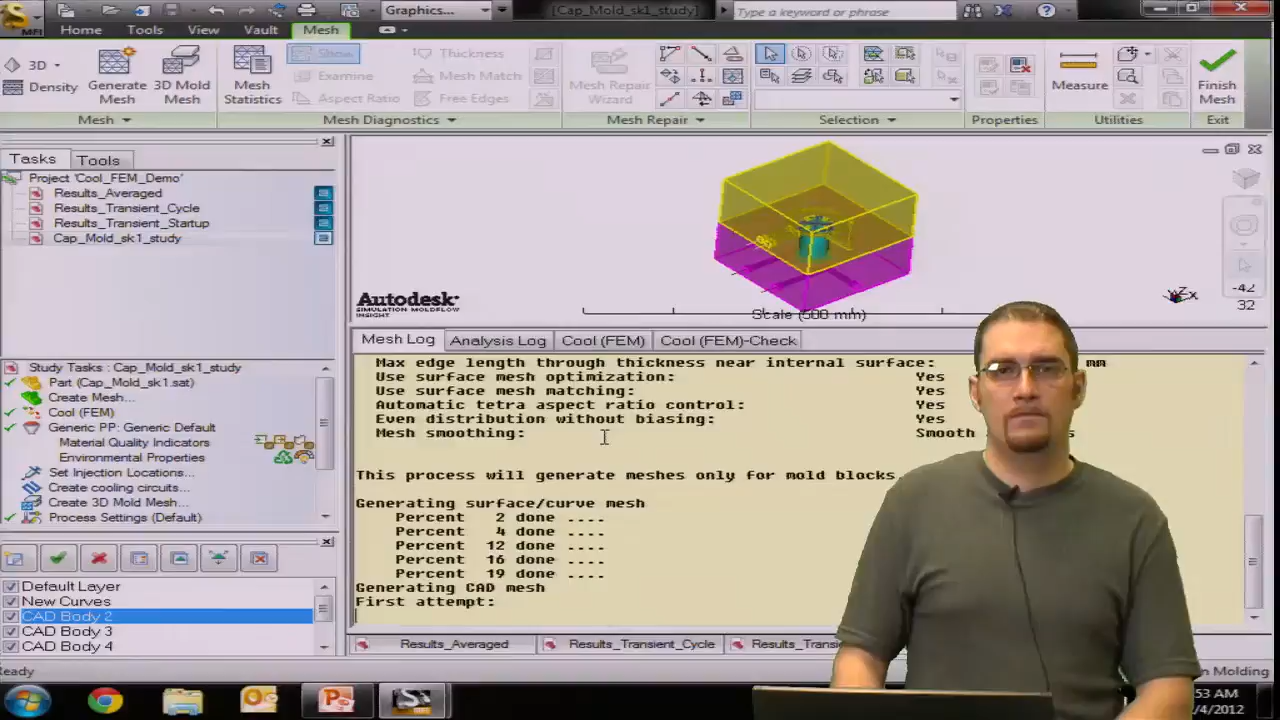 MFI
Graphics...
[Cap_Mold_sk1_study]
Type a keyword or phrase
Home Tools View Vault Mesh
3D
Density
Generate Mesh
3D Mold Mesh
Mesh Statistics
Show
Examine
Aspect Ratio
Thickness
Mesh Match
Free Edges
Mesh Repair Wizard
Measure
Finish Mesh
Mesh
Mesh Diagnostics
Mesh Repair
Selection
Properties
Utilities
Exit
Tasks Tools
Project 'Cool_FEM_Demo'
Results_Averaged
Results_Transient_Cycle
Results_Transient_Startup
Cap_Mold_sk1_study
Autodesk
SIMULATION MOLDFLOW
INSIGHT
Scale (500 mm)
-42
32
Mesh Log Analysis Log Cool (FEM) Cool (FEM)-Check
Study Tasks: Cap_Mold_sk1_study
Part (Cap_Mold_sk1.sat)
Create Mesh...
Cool (FEM)
Generic PP: Generic Default
Material Quality Indicators
Environmental Properties
Set Injection Locations...
Create cooling circuits...
Create 3D Mold Mesh...
Process Settings (Default)
Max edge length through thickness near internal surface: mm
Use surface mesh optimization: Yes
Use surface mesh matching: Yes
Automatic tetra aspect ratio control: Yes
Even distribution without biasing: Yes
Mesh smoothing: Smooth
This process will generate meshes only for mold blocks
Generating surface/curve mesh
Percent 2 done ....
Percent 4 done ....
Percent 12 done ....
Percent 16 done ....
Percent 19 done ....
Generating CAD mesh
First attempt:
Default Layer
New Curves
CAD Body 2
CAD Body 3
CAD Body 4
Results_Averaged
Results_Transient_Cycle